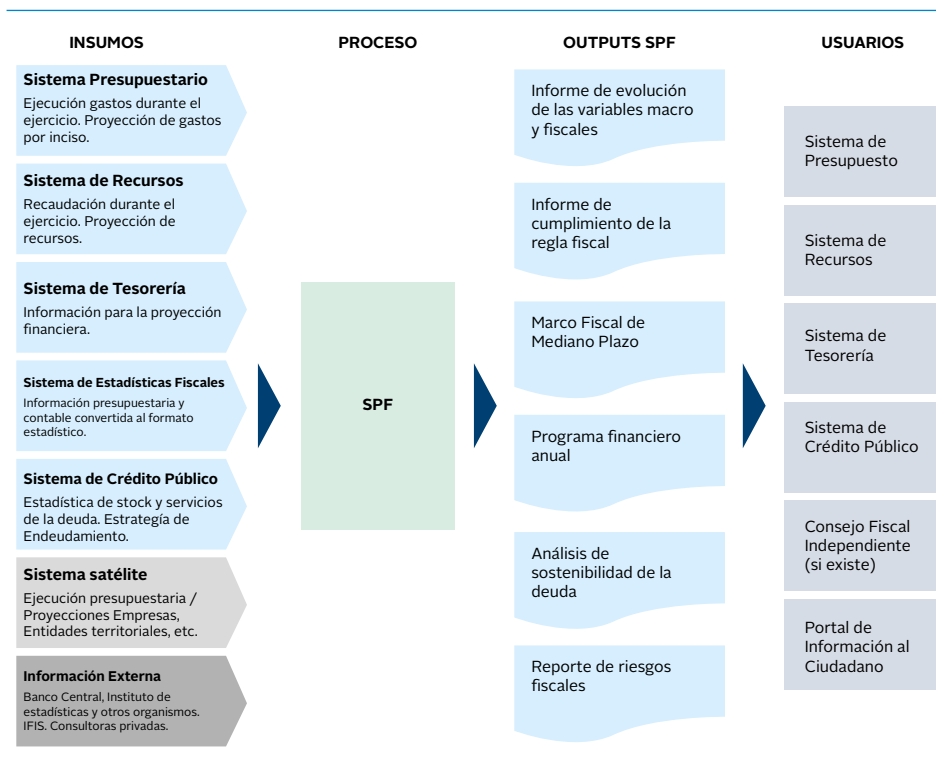 INSUMOS
PROCESO
OUTPUTS SPF
USUARIOS
Sistema Presupuestario
Ejecución gastos durante el
ejercicio. Proyección de gastos
por inciso.
Sistema de Recursos
Recaudación durante el
ejercicio. Proyección de
recursos.
Sistema de Tesorería
Información para la proyección
financiera.
Sistema de Estadísticas Fiscales
Información presupuestaria y
contable convertida al formato
estadístico.
Sistema de Crédito Público
Estadística de stock y servicios
de la deuda. Estrategía de
Endeudamiento.
Sistema satélite
Ejecución presupuestaria /
Proyecciones Empresas,
Entidades territoriales, etc.
Información Externa
Banco Central, Instituto de
estadísticas y otros organismos.
IFIS. Consultoras privadas.
SPF
Informe de evolución
de las variables macro
y fiscales
Informe de
cumplimiento de la
regla fiscal
Marco Fiscal de
Mediano Plazo
Programa financiero
anual
Análisis de
sostenibilidad de la
deuda
Reporte de riesgos
fiscales
Sistema de
Presupuesto
Sistema de
Recursos
Sistema de
Tesorería
Sistema de
Crédito Público
Consejo Fiscal
Independiente
(si existe)
Portal de
Información al
Ciudadano